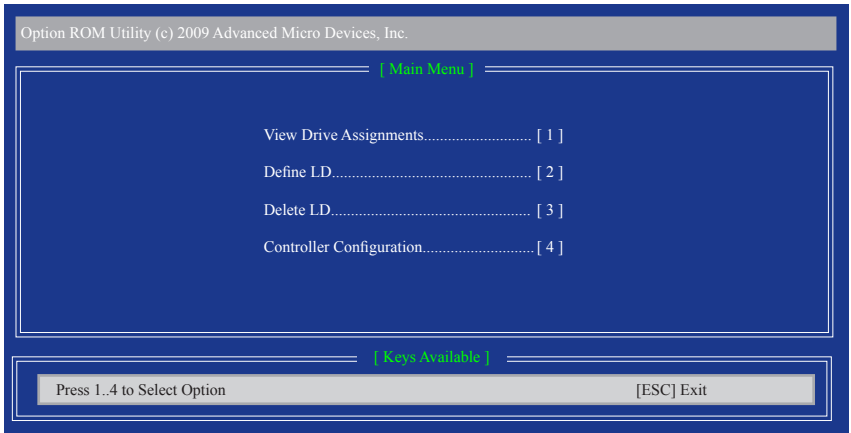 Option ROM Utility (c) 2009 Advanced Micro Devices, Inc.
[ Main Menu ]
View Drive Assignments........................... [ 1 ]
Define LD.................................................. [ 2 ]
Delete LD.................................................. [ 3 ]
Controller Configuration............................ [ 4 ]
[ Keys Available ]
Press 1..4 to Select Option [ESC] Exit